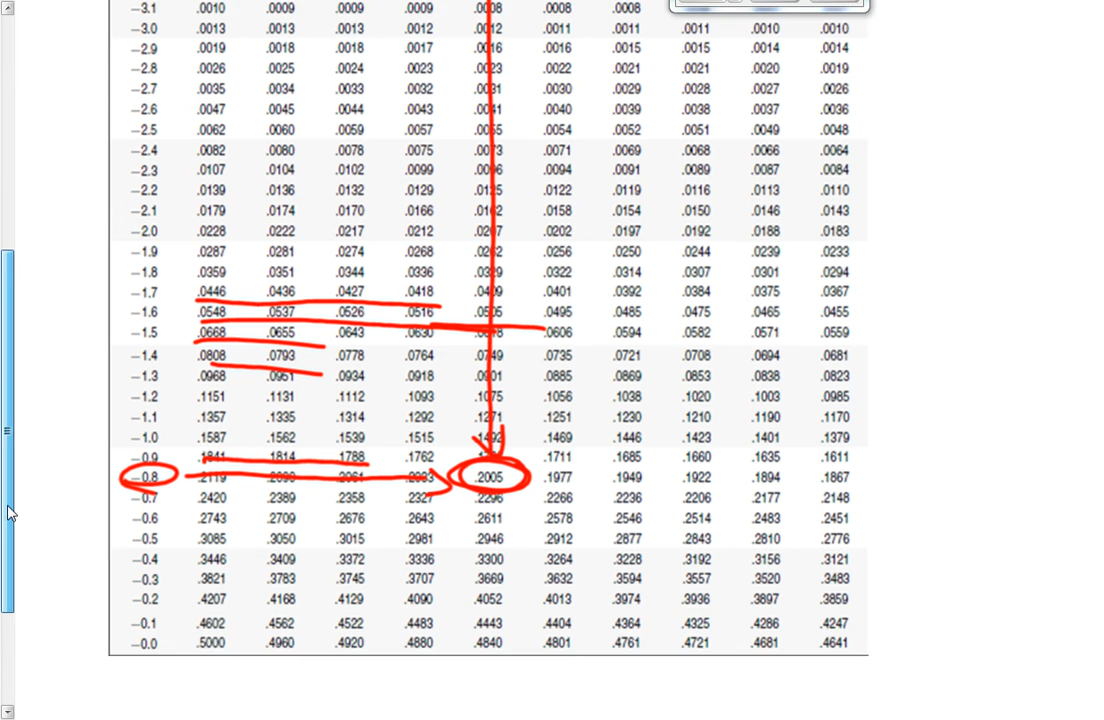 –3.1 .0010 .0009 .0009 .0009 .0008 .0008 .0008
–3.0 .0013 .0013 .0013 .0012 .0012 .0011 .0011 .0011 .0010 .0010
–2.9 .0019 .0018 .0018 .0017 .0016 .0016 .0015 .0015 .0014 .0014
–2.8 .0026 .0025 .0024 .0023 .0023 .0022 .0021 .0021 .0020 .0019
–2.7 .0035 .0034 .0033 .0032 .0031 .0030 .0029 .0028 .0027 .0026
–2.6 .0047 .0045 .0044 .0043 .0041 .0040 .0039 .0038 .0037 .0036
–2.5 .0062 .0060 .0059 .0057 .0055 .0054 .0052 .0051 .0049 .0048
–2.4 .0082 .0080 .0078 .0075 .0073 .0071 .0069 .0068 .0066 .0064
–2.3 .0107 .0104 .0102 .0099 .0096 .0094 .0091 .0089 .0087 .0084
–2.2 .0139 .0136 .0132 .0129 .0125 .0122 .0119 .0116 .0113 .0110
–2.1 .0179 .0174 .0170 .0166 .0162 .0158 .0154 .0150 .0146 .0143
–2.0 .0228 .0222 .0217 .0212 .0207 .0202 .0197 .0192 .0188 .0183
–1.9 .0287 .0281 .0274 .0268 .0262 .0256 .0250 .0244 .0239 .0233
–1.8 .0359 .0351 .0344 .0336 .0329 .0322 .0314 .0307 .0301 .0294
–1.7 .0446 .0436 .0427 .0418 .0409 .0401 .0392 .0384 .0375 .0367
–1.6 .0548 .0537 .0526 .0516 .0505 .0495 .0485 .0475 .0465 .0455
–1.5 .0668 .0655 .0643 .0630 .0618 .0606 .0594 .0582 .0571 .0559
–1.4 .0808 .0793 .0778 .0764 .0749 .0735 .0721 .0708 .0694 .0681
–1.3 .0968 .0951 .0934 .0918 .0901 .0885 .0869 .0853 .0838 .0823
–1.2 .1151 .1131 .1112 .1093 .1075 .1056 .1038 .1020 .1003 .0985
–1.1 .1357 .1335 .1314 .1292 .1271 .1251 .1230 .1210 .1190 .1170
–1.0 .1587 .1562 .1539 .1515 .1492 .1469 .1446 .1423 .1401 .1379
–0.9 .1841 .1814 .1788 .1762 .1711 .1685 .1660 .1635 .1611
–0.8 .2119 .2090 .2061 .2033 .2005 .1977 .1949 .1922 .1894 .1867
–0.7 .2420 .2389 .2358 .2327 .2296 .2266 .2236 .2206 .2177 .2148
–0.6 .2743 .2709 .2676 .2643 .2611 .2578 .2546 .2514 .2483 .2451
–0.5 .3085 .3050 .3015 .2981 .2946 .2912 .2877 .2843 .2810 .2776
–0.4 .3446 .3409 .3372 .3336 .3300 .3264 .3228 .3192 .3156 .3121
–0.3 .3821 .3783 .3745 .3707 .3669 .3632 .3594 .3557 .3520 .3483
–0.2 .4207 .4168 .4129 .4090 .4052 .4013 .3974 .3936 .3897 .3859
–0.1 .4602 .4562 .4522 .4483 .4443 .4404 .4364 .4325 .4286 .4247
–0.0 .5000 .4960 .4920 .4880 .4840 .4801 .4761 .4721 .4681 .4641